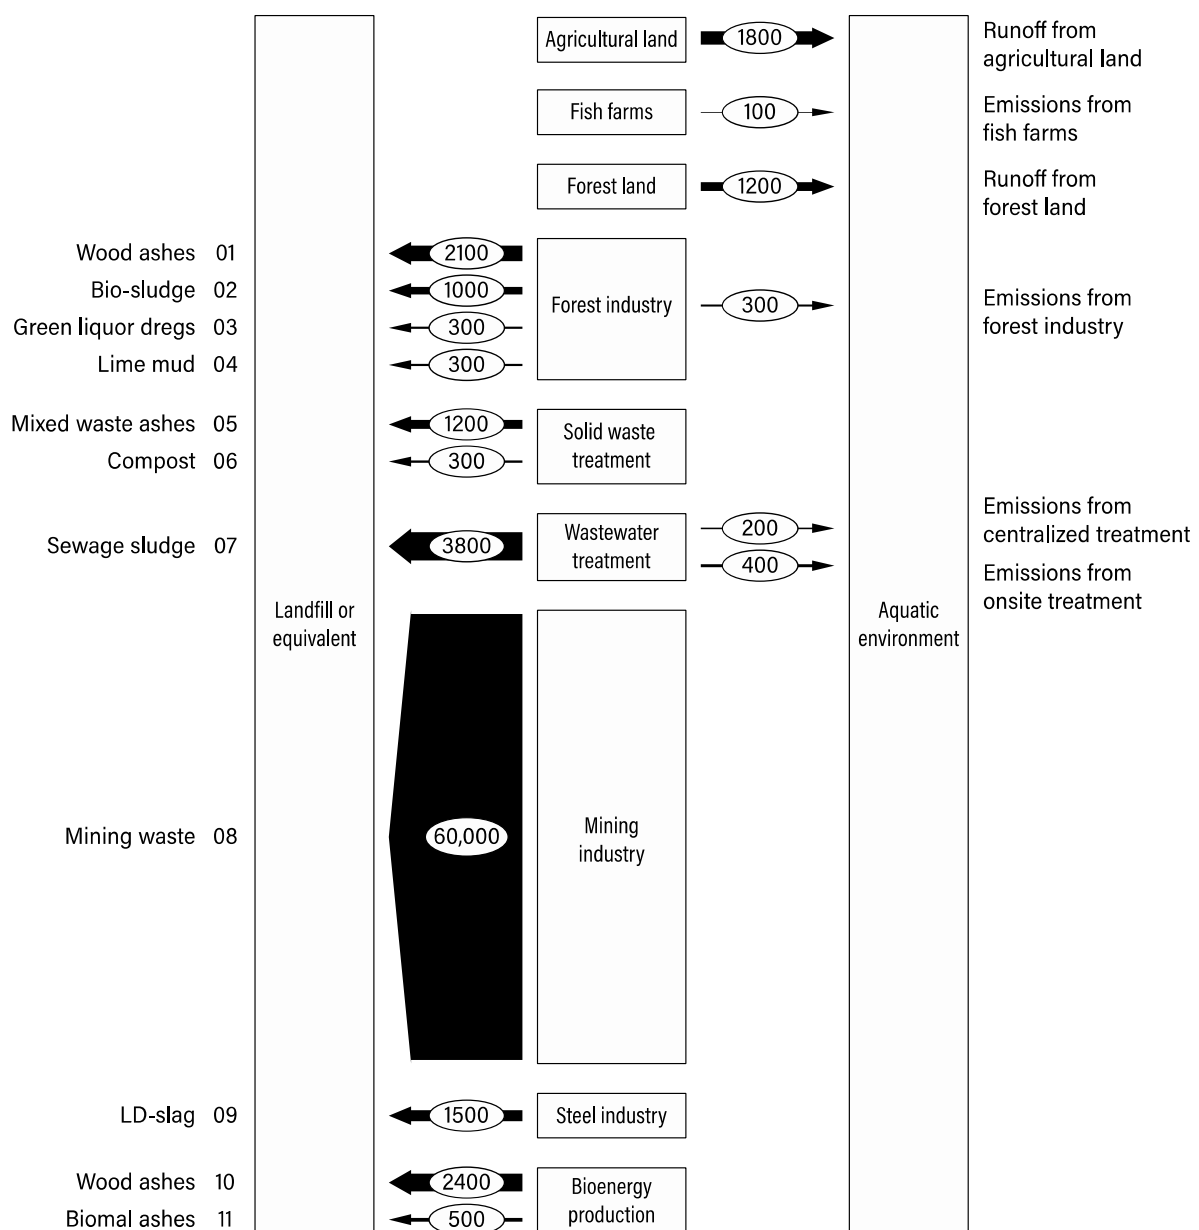 Agricultural land 1800 Runoff from
agricultural land
Fish farms 100 Emissions from
fish farms
Forest land 1200 Runoff from
forest land
Wood ashes 01 2100
Bio-sludge 02 1000
Forest industry 300 Emissions from
forest industry
Green liquor dregs 03 300
Lime mud 04 300
Mixed waste ashes 05 1200 Solid waste
treatment
Compost 06 300
Sewage sludge 07 3800 Wastewater
treatment
200 Emissions from
centralized treatment
400 Emissions from
onsite treatment
Landfill or
equivalent
Aquatic
environment
Mining waste 08 60,000 Mining
industry
LD-slag 09 1500 Steel industry
Wood ashes 10 2400 Bioenergy
production
Biomal ashes 11 500